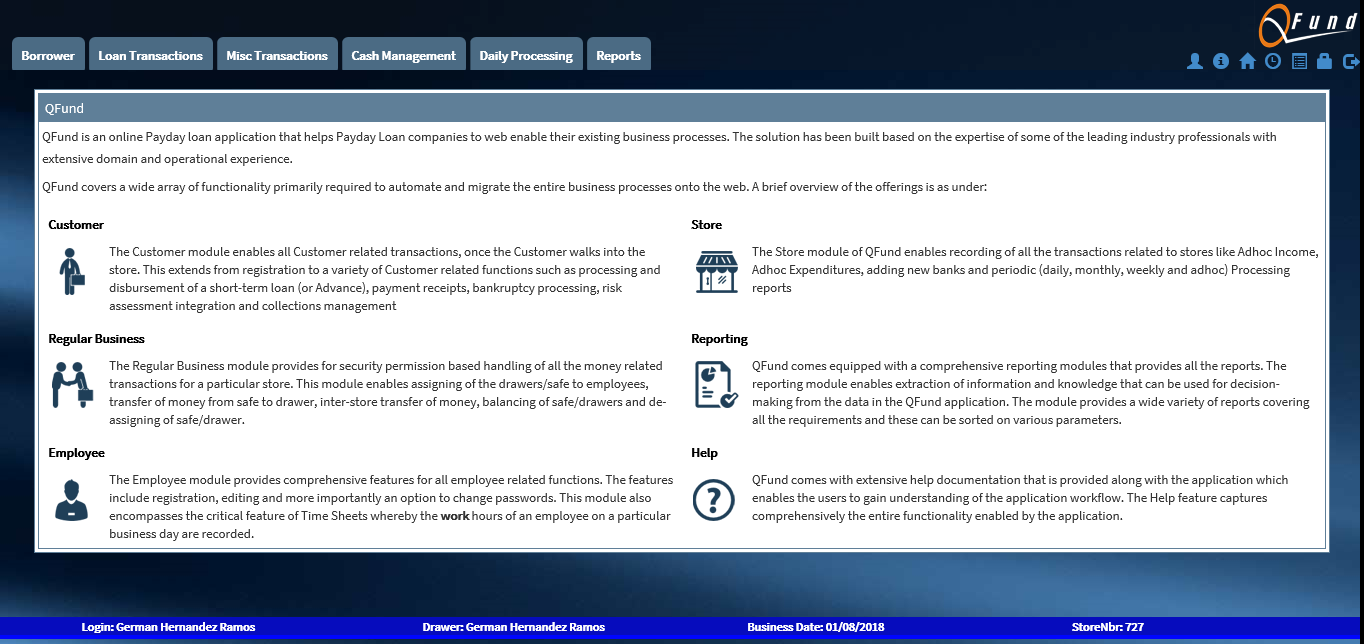 QFund
Borrower
Loan Transactions
Misc Transactions
Cash Management
Daily Processing
Reports
QFund
QFund is an online Payday loan application that helps Payday Loan companies to web enable their existing business processes. The solution has been built based on the expertise of some of the leading industry professionals with
extensive domain and operational experience.
QFund covers a wide array of functionality primarily required to automate and migrate the entire business processes onto the web. A brief overview of the offerings is as under:
Customer
The Customer module enables all Customer related transactions, once the Customer walks into the
store. This extends from registration to a variety of Customer related functions such as processing and
disbursement of a short-term loan (or Advance), payment receipts, bankruptcy processing, risk
assessment integration and collections management
Store
The Store module of QFund enables recording of all the transactions related to stores like Adhoc Income,
Adhoc Expenditures, adding new banks and periodic (daily, monthly, weekly and adhoc) Processing
reports
Regular Business
The Regular Business module provides for security permission based handling of all the money related
transactions for a particular store. This module enables assigning of the drawers/safe to employees,
transfer of money from safe to drawer, inter-store transfer of money, balancing of safe/drawers and de-
assigning of safe/drawer.
Reporting
QFund comes equipped with a comprehensive reporting modules that provides all the reports. The
reporting module enables extraction of information and knowledge that can be used for decision-
making from the data in the QFund application. The module provides a wide variety of reports covering
all the requirements and these can be sorted on various parameters.
Employee
The Employee module provides comprehensive features for all employee related functions. The features
include registration, editing and more importantly an option to change passwords. This module also
encompasses the critical feature of Time Sheets whereby the work hours of an employee on a particular
business day are recorded.
Help
QFund comes with extensive help documentation that is provided along with the application which
enables the users to gain understanding of the application workflow. The Help feature captures
comprehensively the entire functionality enabled by the application.
Login: German Hernandez Ramos
Drawer: German Hernandez Ramos
Business Date: 01/08/2018
StoreNbr: 727